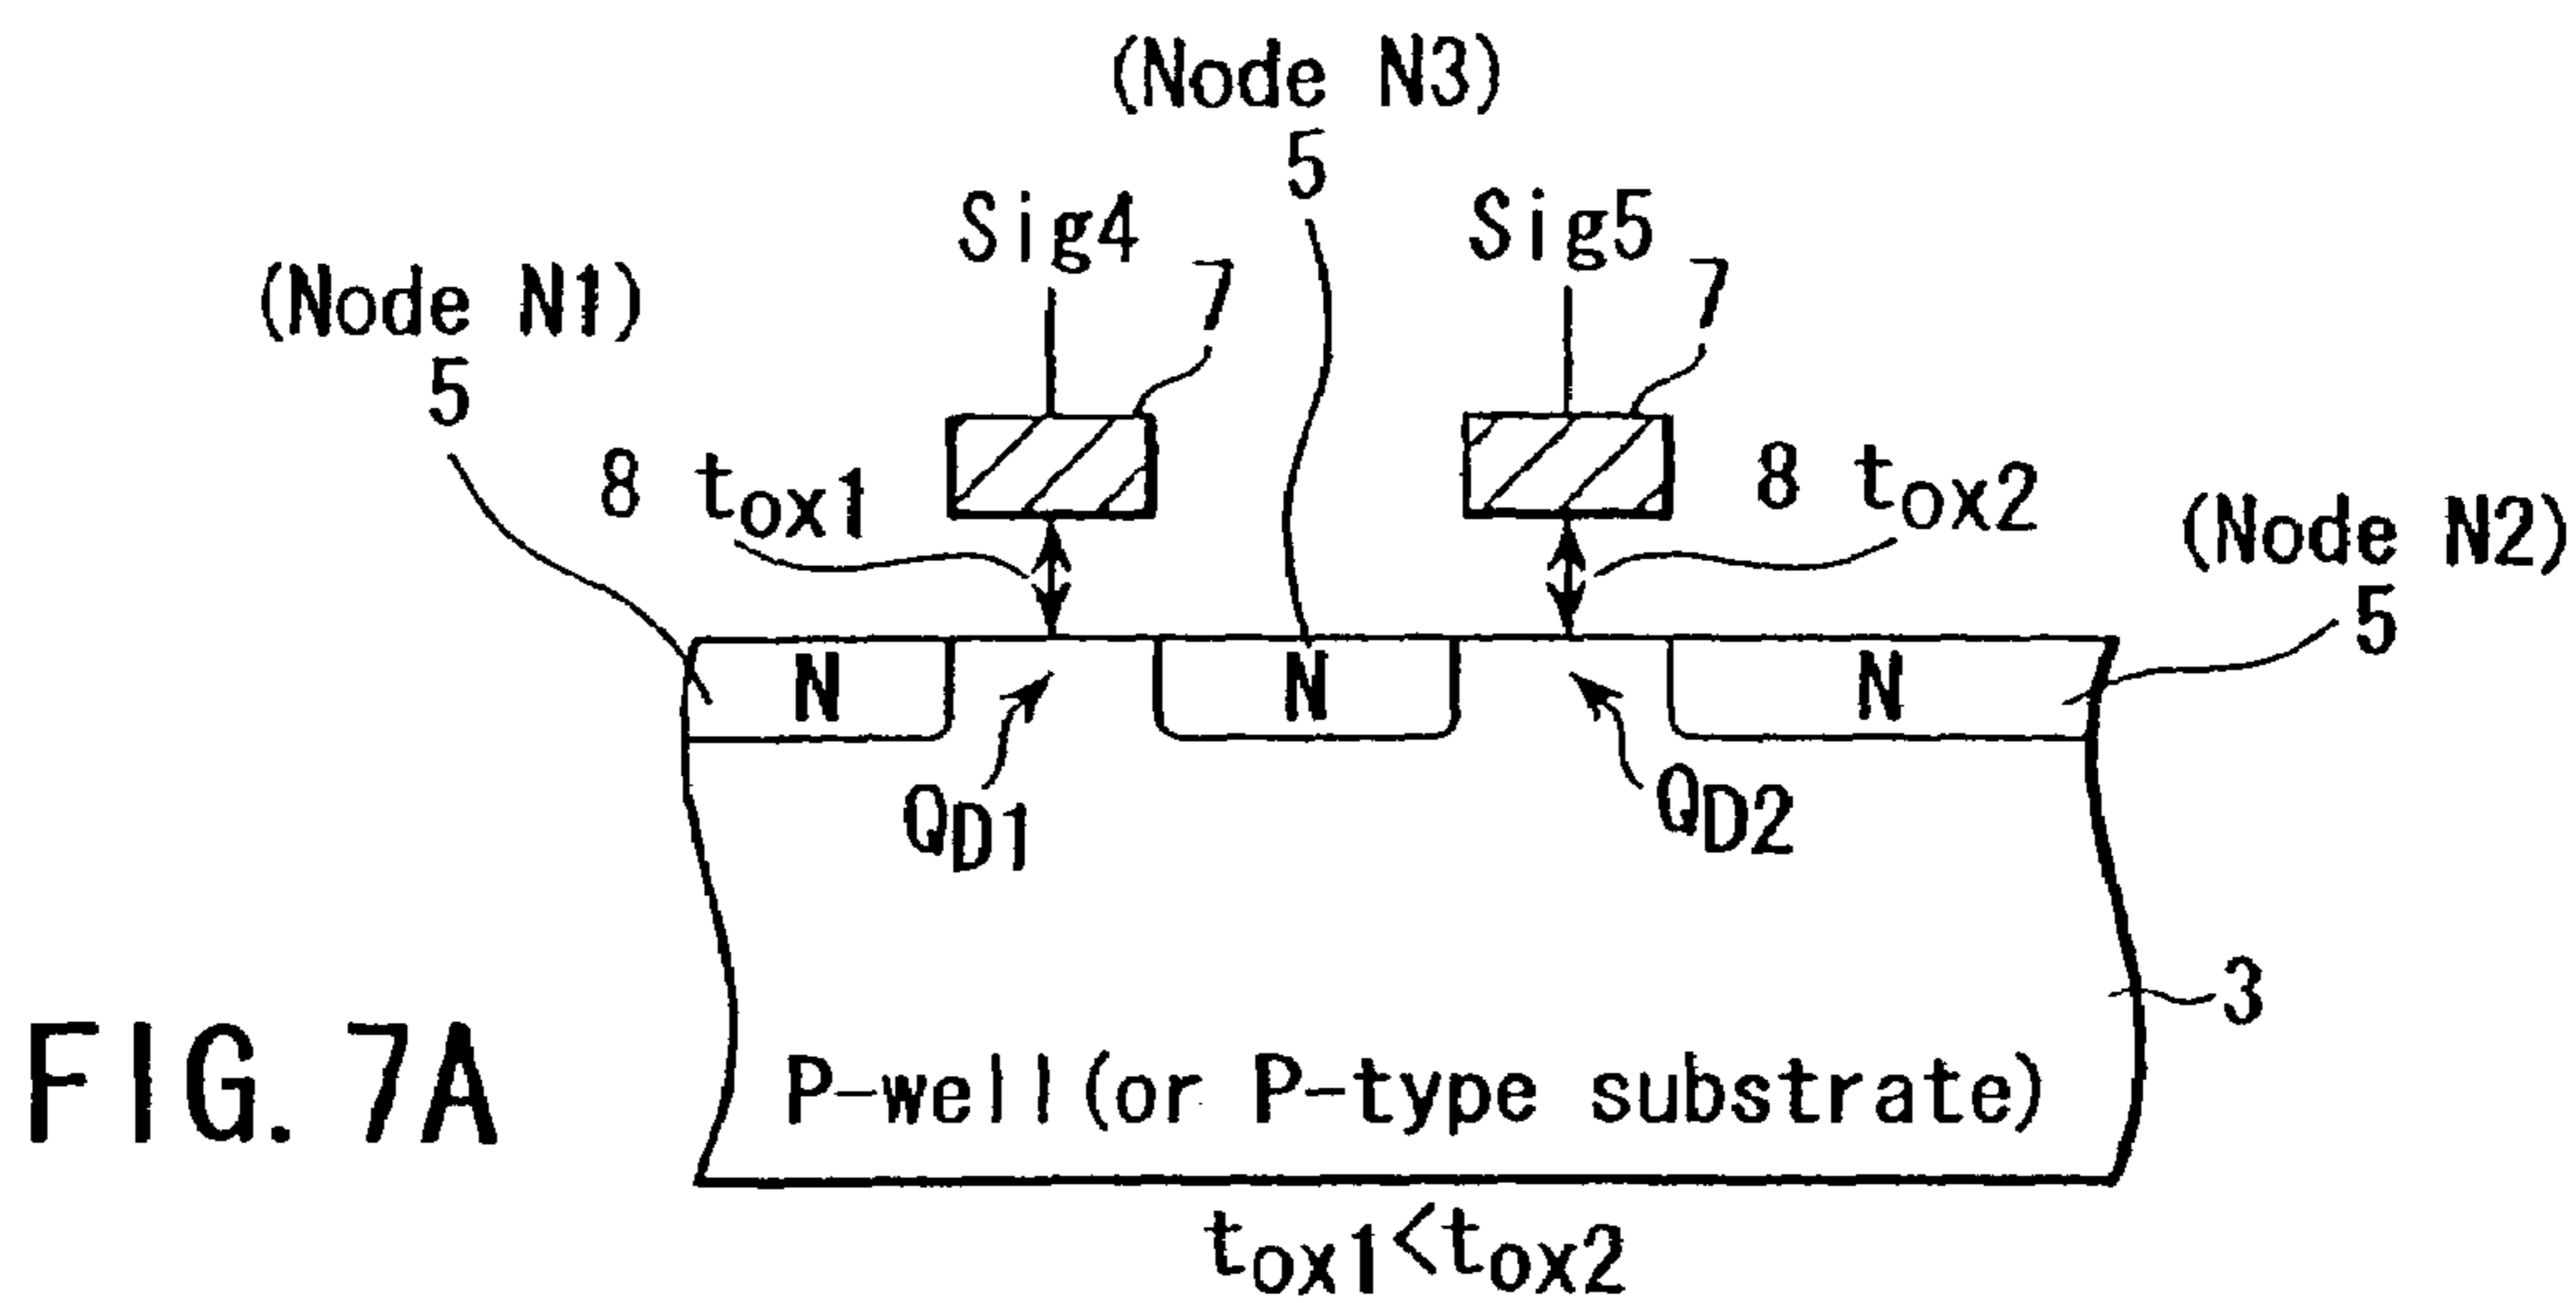 (Node N3)
5
Sig4
Sig5
7
7
(Node N1)
5
8 tox1
8 tox2
(Node N2)
5
N
N
N
QD1
QD2
3
FIG. 7A
P-well(or P-type substrate)
tox1<tox2